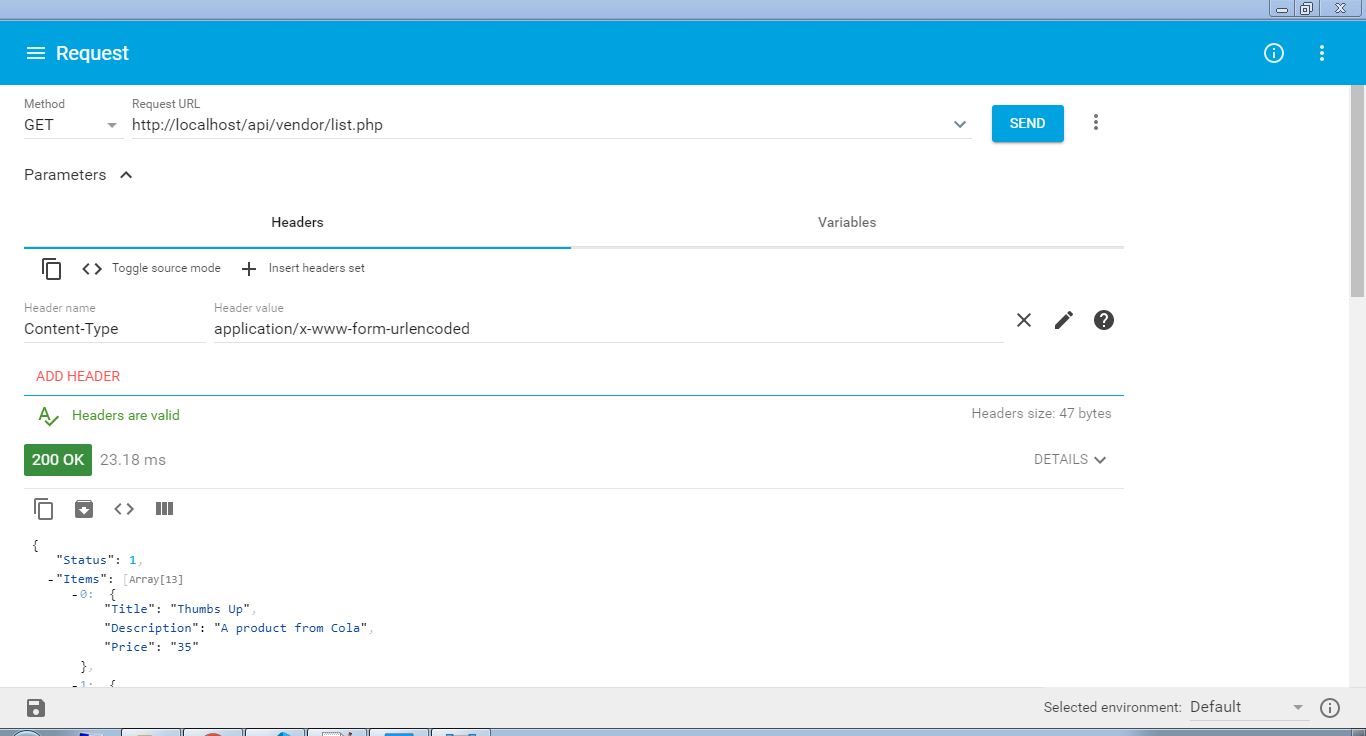 Request
Method
Request URL
GET
http://localhost/api/vendor/list.php
SEND
Parameters
Headers
Variables
Toggle source mode
Insert headers set
Header name
Header value
Content-Type
application/x-www-form-urlencoded
ADD HEADER
Headers are valid
Headers size: 47 bytes
200 OK
23.18 ms
DETAILS
{
"Status": 1,
-"Items": [Array[13]
-0: {
"Title": "Thumbs Up",
"Description": "A product from Cola",
"Price": "35"
},
-1: {
Selected environment:
Default